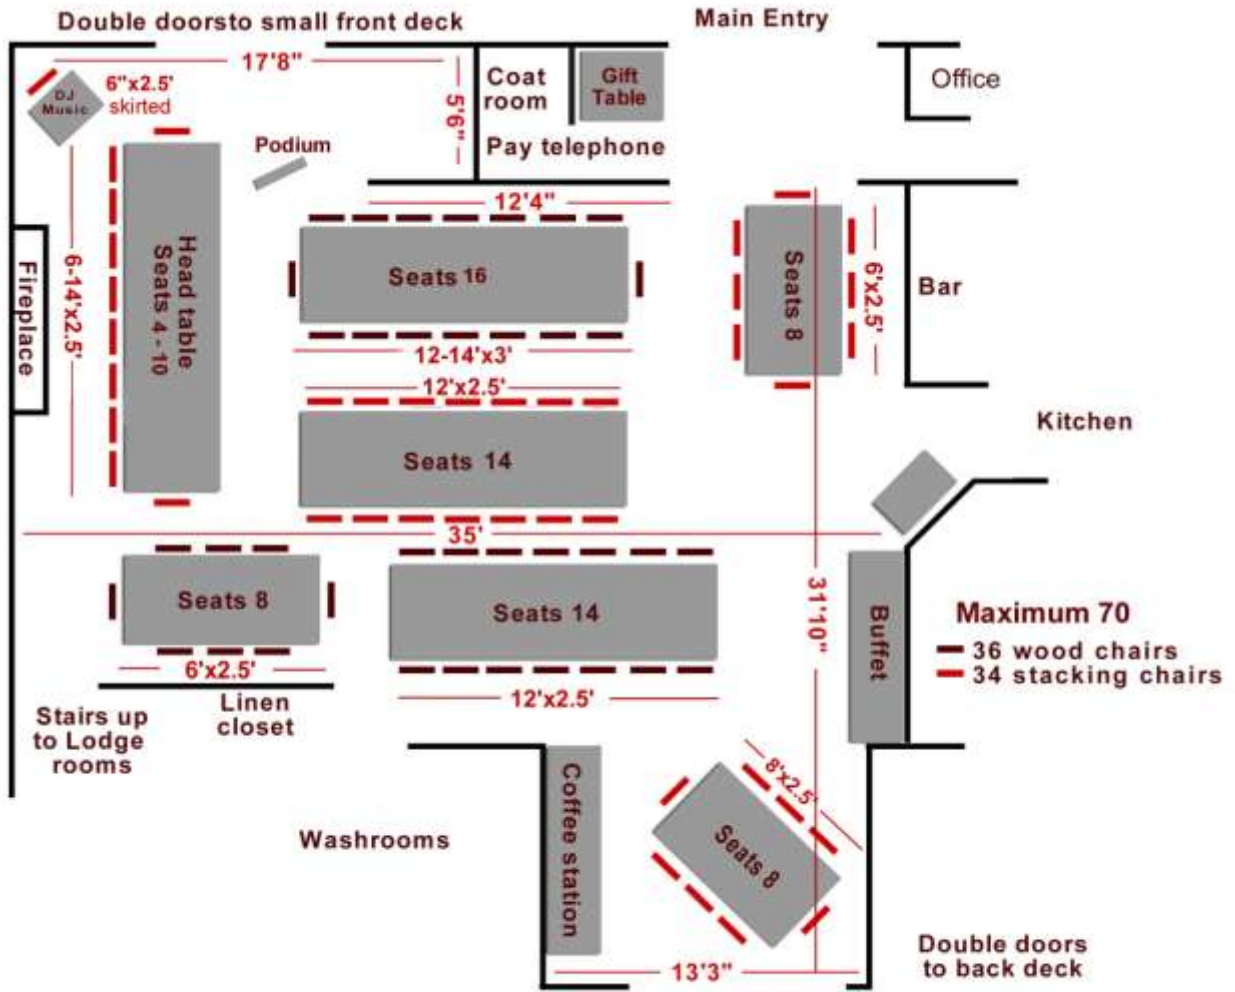 Double doorsto small front deck
Main Entry
17'8"
DJ
Music
6"x2.5'
skirted
5'6"
Coat
room
Gift
Table
Office
Pay telephone
Podium
12'4"
Fireplace
6-14'x2.5'
Head table
Seats 4 - 10
Seats 16
12-14'x3'
Seats 8
6'x2.5'
Bar
12'x2.5'
Seats 14
Kitchen
35'
Seats 8
6'x2.5'
Seats 14
12'x2.5'
31'10"
Buffet
Maximum 70
36 wood chairs
34 stacking chairs
Linen
closet
Stairs up
to Lodge
rooms
Washrooms
Coffee station
8'x2.5'
Seats 8
13'3"
Double doors
to back deck